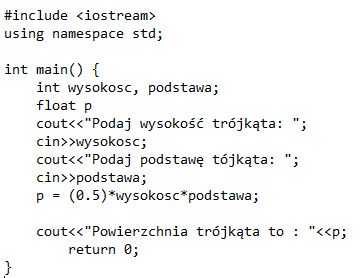 #include <iostream>
using namespace std;

int main() {
    int wysokosc, podstawa;
    float p
    cout<<"Podaj wysokość trójkąta: ";
    cin>>wysokosc;
    cout<<"Podaj podstawę tójkąta: ";
    cin>>podstawa;
    p = (0.5)*wysokosc*podstawa;

    cout<<"Powierzchnia trójkąta to : "<<p;
        return 0;
}